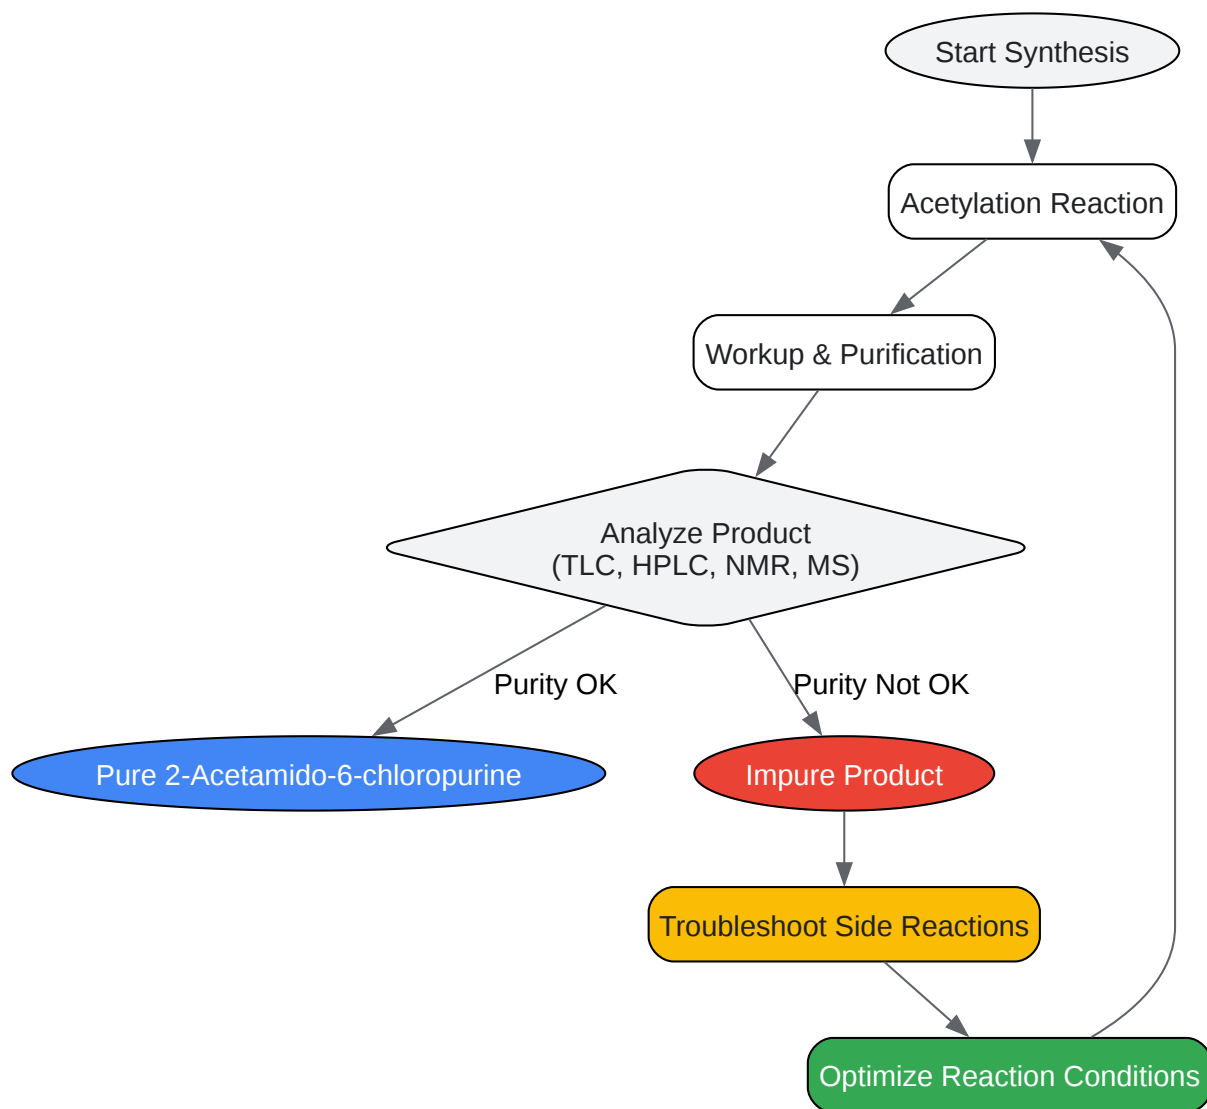 Start Synthesis
Acetylation Reaction
Workup & Purification
Analyze Product
(TLC, HPLC, NMR, MS)
Purity OK
Purity Not OK
Pure 2-Acetamido-6-chloropurine
Impure Product
Troubleshoot Side Reactions
Optimize Reaction Conditions